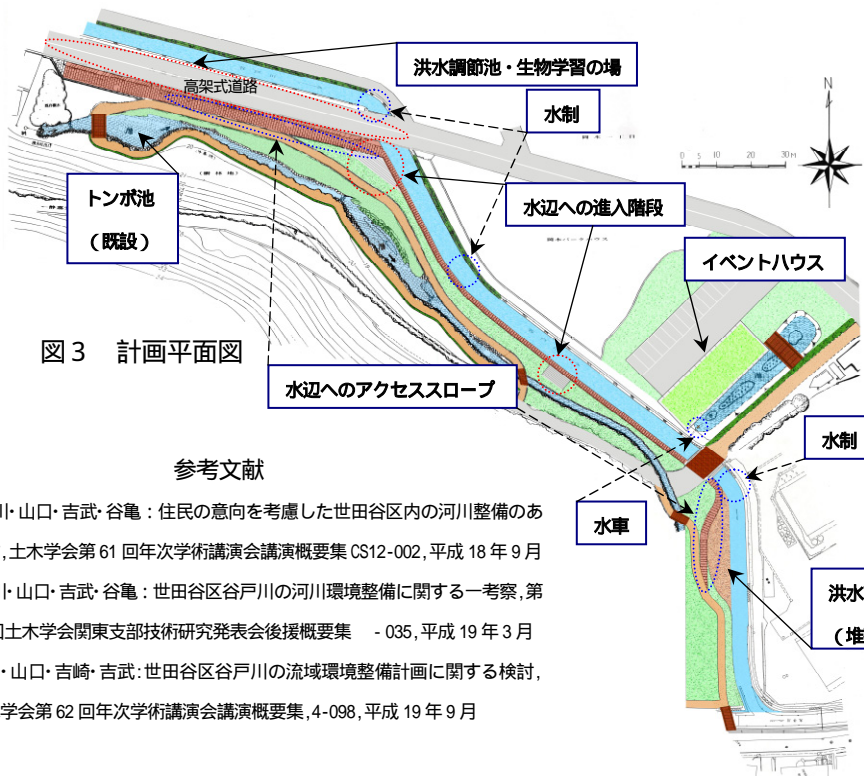 洪水調節池・生物学習の場
高架式道路
水制
N
0 5 10 20 30M
トンボ池
（既設）
水辺への進入階段
イベントハウス
図３　計画平面図
水辺へのアクセススロープ
水制
水車
洪水
（堆
参考文献
川・山口・吉武・谷亀：住民の意向を考慮した世田谷区内の河川整備のあ
,土木学会第 61 回年次学術講演会講演概要集 CS12-002,平成 18 年 9 月
川・山口・吉武・谷亀：世田谷区谷戸川の河川環境整備に関する一考察,第
回土木学会関東支部技術研究発表会後援概要集　- 035,平成 19 年 3 月
・山口・吉崎・吉武:世田谷区谷戸川の流域環境整備計画に関する検討,
学会第 62 回年次学術講演会講演概要集,4-098,平成 19 年 9 月